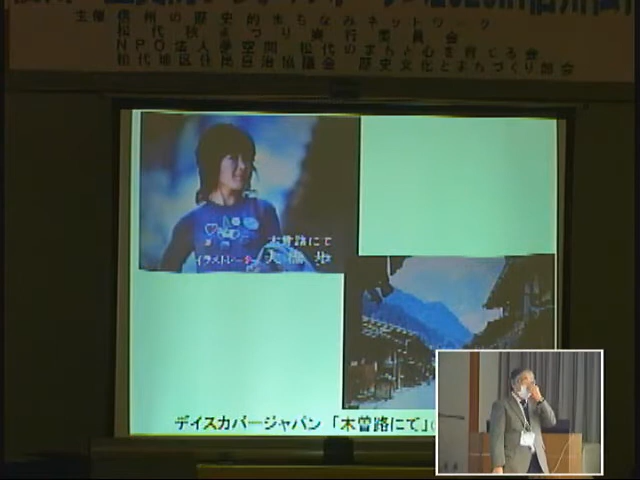 主催 信州の歴史的まちなみネットワーク
松代秋まつり実行委員会
NPO法人夢空間 松代のまちと心を育てる会
松代地区住民自治協議会 歴史文化とまちづくり部会
木曽路にて
イラストレーター 大橋 歩
デイスカバージャパン「木曽路にて」